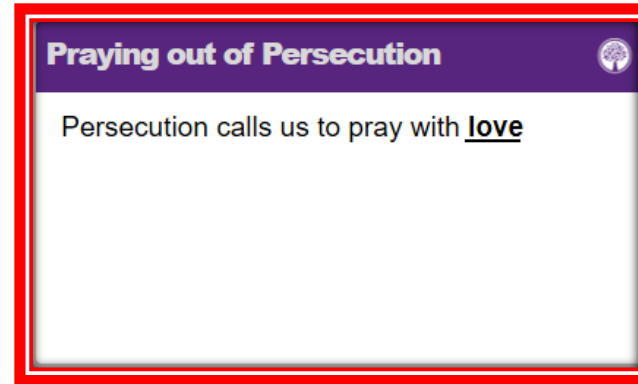 Praying out of Persecution
Persecution calls us to pray with love